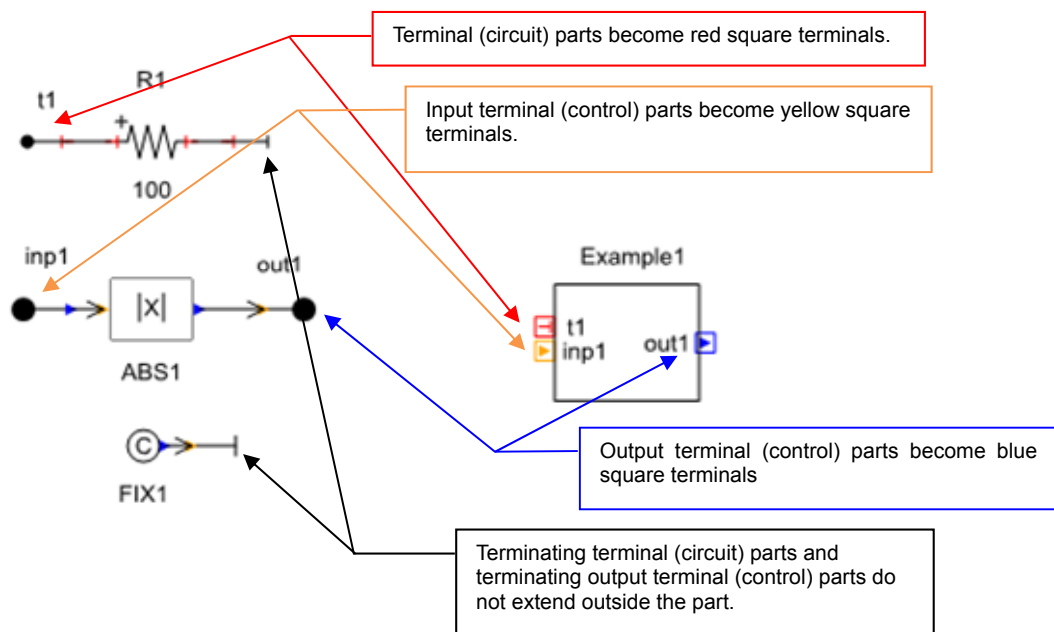 Terminal (circuit) parts become red square terminals.
R1
t1
Input terminal (control) parts become yellow square
terminals.
+
100
inp1
out1
Example1
|X|
t1
inp1
out1
ABS1
C
FIX1
Output terminal (control) parts become blue
square terminals
Terminating terminal (circuit) parts and
terminating output terminal (control) parts do
not extend outside the part.